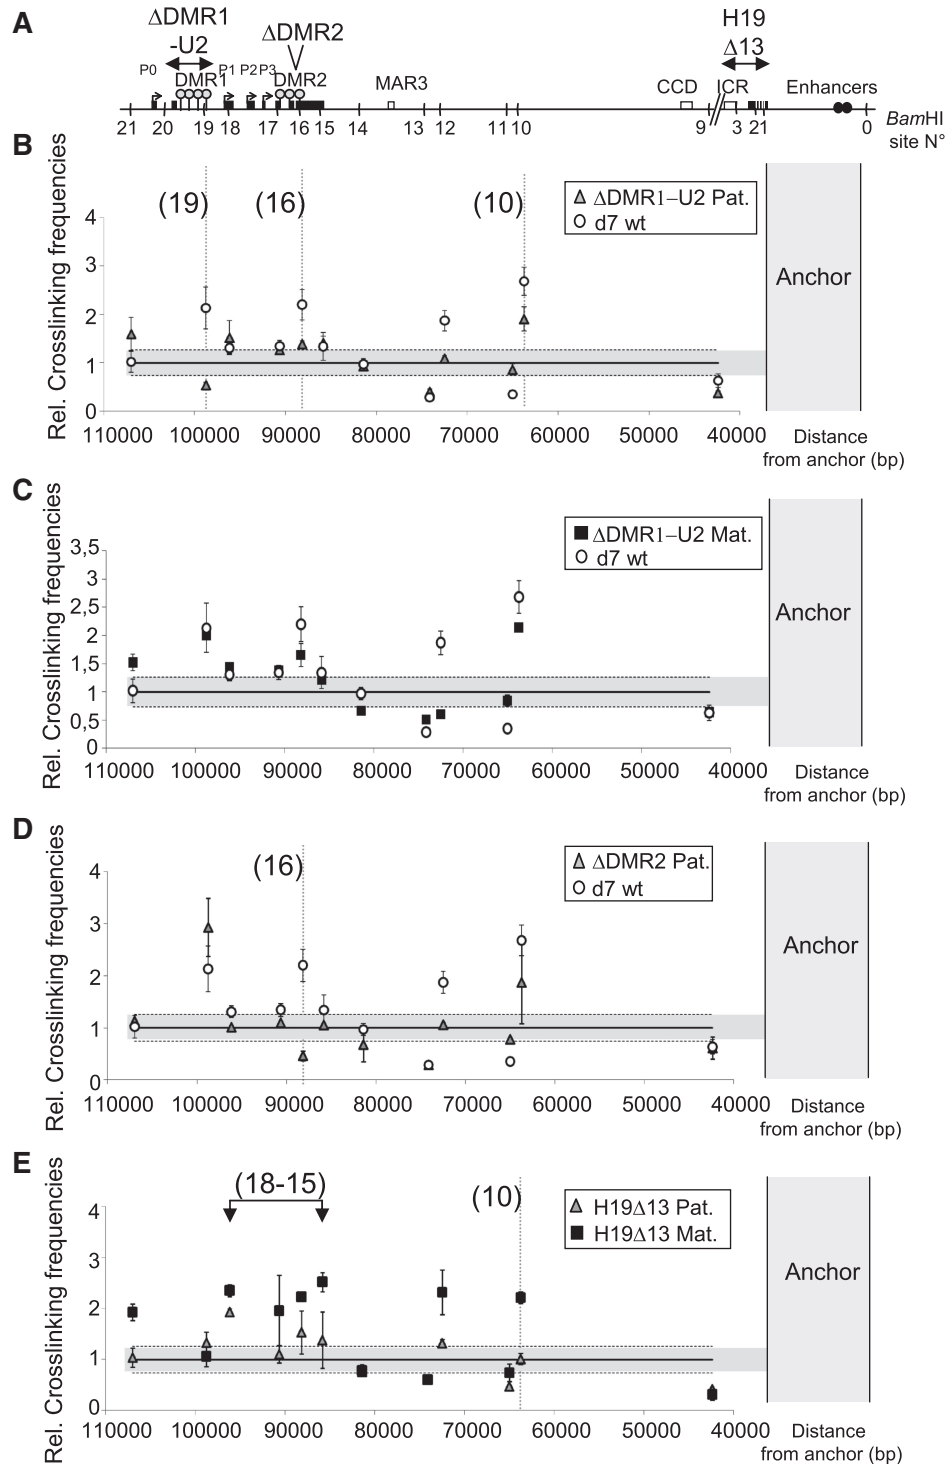 A
ΔDMR1
-U2
ΔDMR2
H19
Δ13
P0 DMR1 P1 P2 P3 DMR2 MAR3 CCD ICR Enhancers
21 20 19 18 17 16 15 14 13 12 11 10 9 3 2 1 0
BamHI
site N°
B
Rel. Crosslinking frequencies
(19) (16) (10)
ΔDMR1–U2 Pat.
d7 wt
Anchor
4
3
2
1
0
110000 100000 90000 80000 70000 60000 50000 40000
Distance
from anchor (bp)
C
Rel. Crosslinking frequencies
ΔDMR1–U2 Mat.
d7 wt
Anchor
3,5
3
2,5
2
1,5
1
0,5
0
110000 100000 90000 80000 70000 60000 50000 40000
Distance
from anchor (bp)
D
Rel. Crosslinking frequencies
(16)
ΔDMR2 Pat.
d7 wt
Anchor
4
3
2
1
0
110000 100000 90000 80000 70000 60000 50000 40000
Distance
from anchor (bp)
E
Rel. Crosslinking frequencies
(18-15) (10)
H19Δ13 Pat.
H19Δ13 Mat.
Anchor
4
3
2
1
0
110000 100000 90000 80000 70000 60000 50000 40000
Distance
from anchor (bp)